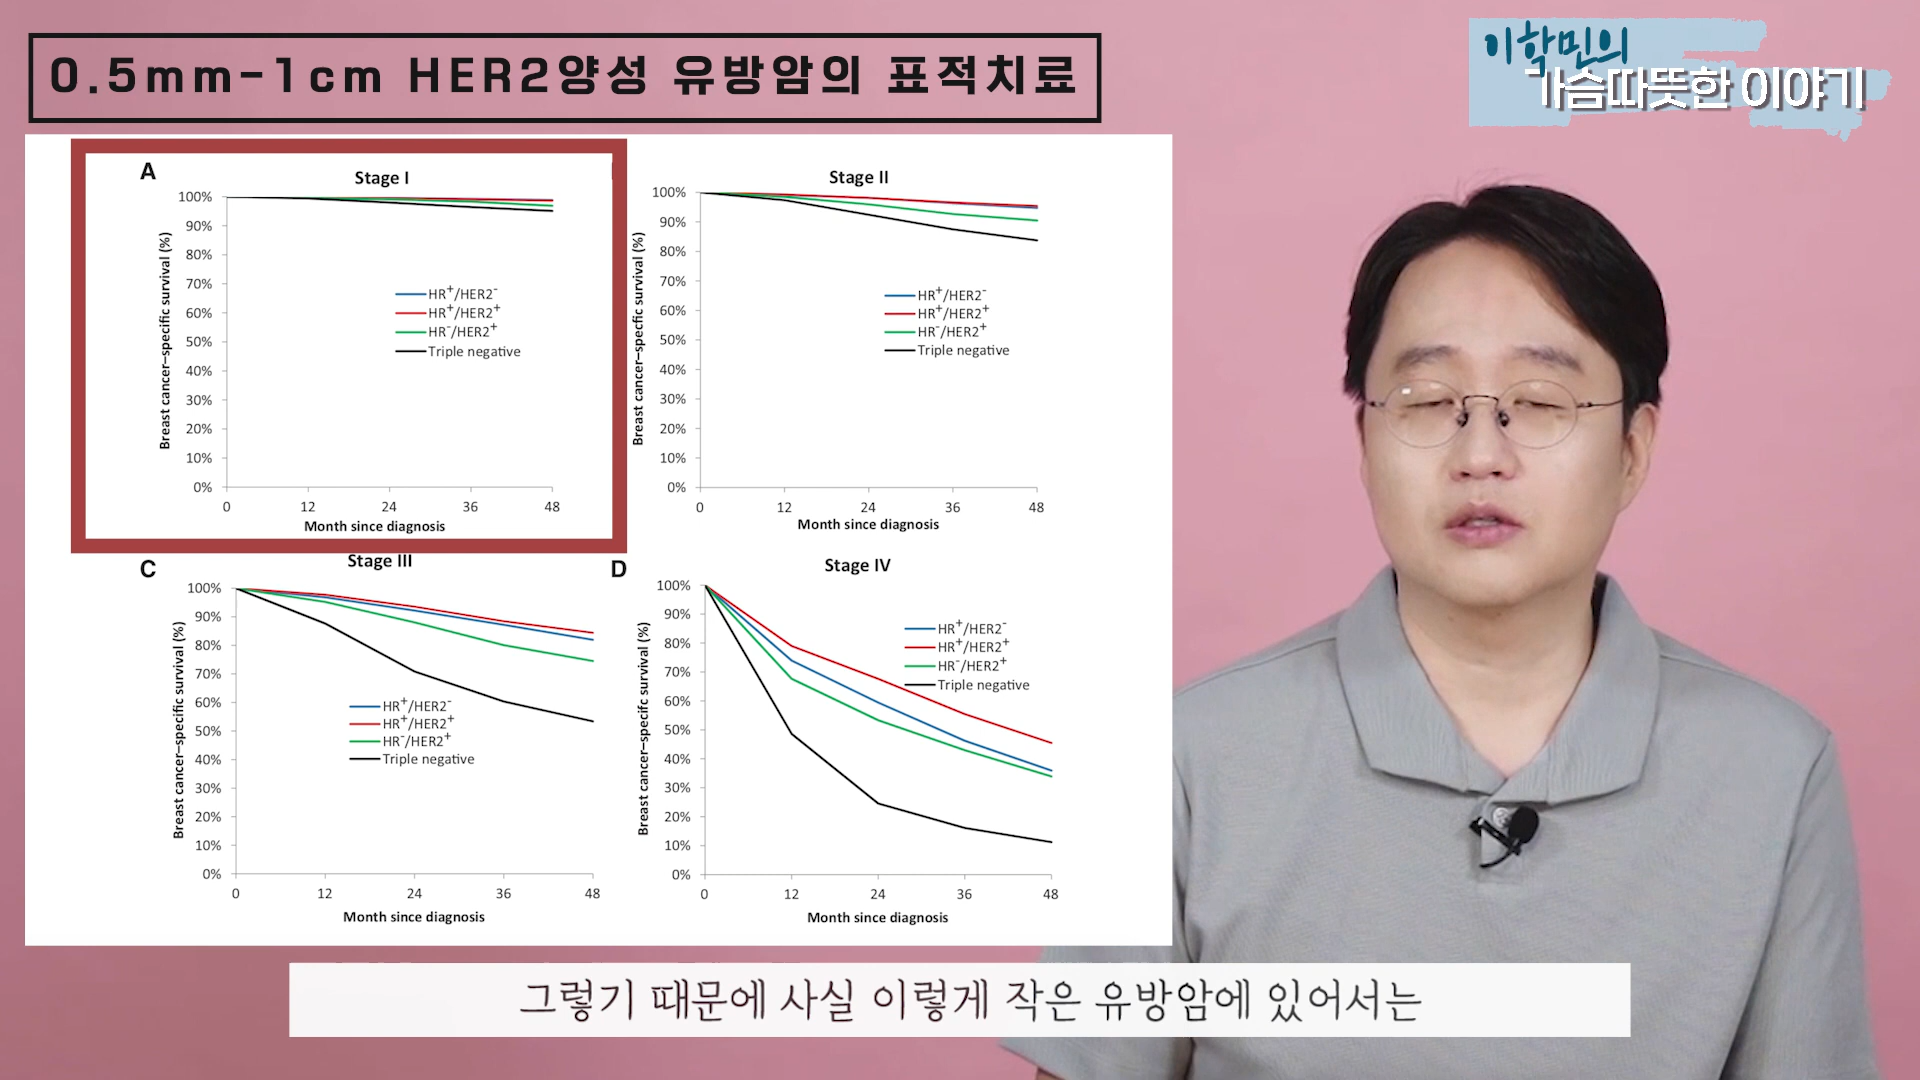 0.5mm-1cm HER2양성 유방암의 표적치료
이학민의
가슴따뜻한 이야기
A
Stage I
100%
90%
80%
70%
60%
50%
40%
30%
20%
10%
0%
Breast cancer–specific survival (%)
HR+/HER2-
HR+/HER2+
HR-/HER2+
Triple negative
0 12 24 36 48
Month since diagnosis
Stage II
100%
90%
80%
70%
60%
50%
40%
30%
20%
10%
0%
Breast cancer–specfic survival (%)
HR+/HER2-
HR+/HER2+
HR-/HER2+
Triple negative
0 12 24 36 48
Month since diagnosis
C
Stage III
100%
90%
80%
70%
60%
50%
40%
30%
20%
10%
0%
Breast cancer–specific survival (%)
HR+/HER2-
HR+/HER2+
HR-/HER2+
Triple negative
0 12 24 36 48
Month since diagnosis
D
Stage IV
100%
90%
80%
70%
60%
50%
40%
30%
20%
10%
0%
Breast cancer–specifc survival (%)
HR+/HER2-
HR+/HER2+
HR-/HER2+
Triple negative
0 12 24 36 48
Month since diagnosis
그렇기 때문에 사실 이렇게 작은 유방암에 있어서는